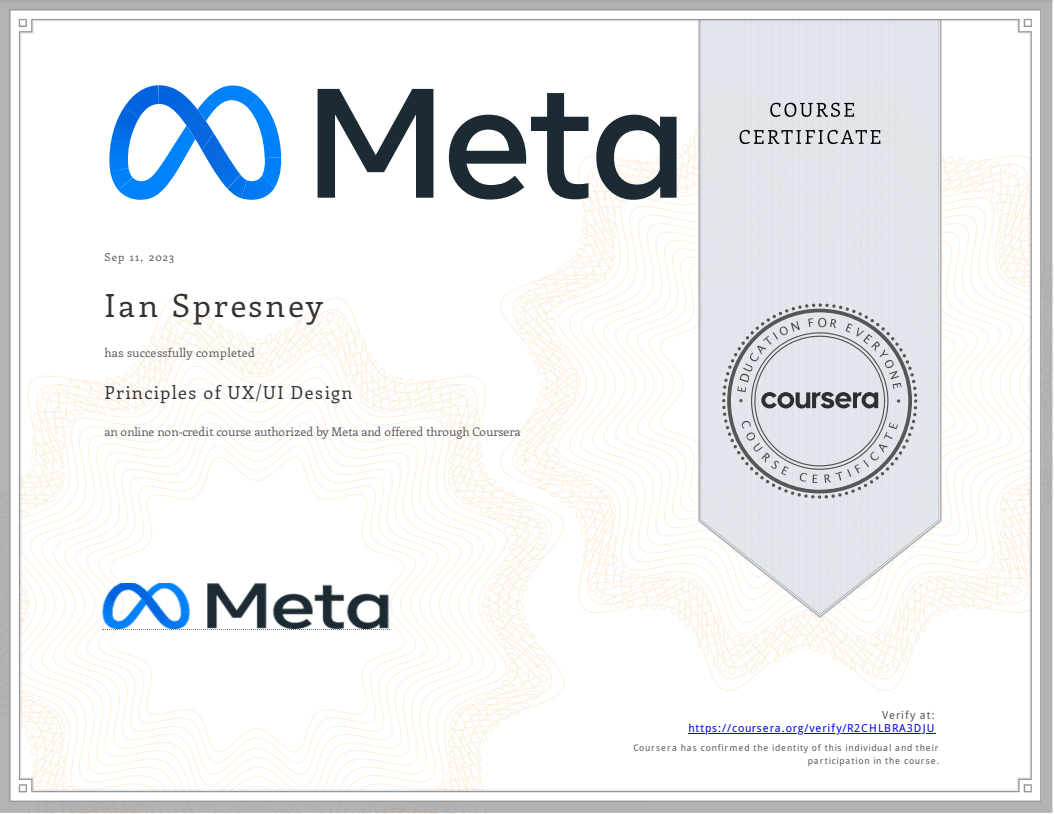 Meta
COURSE
CERTIFICATE
Sep 11, 2023
Ian Spresney
has successfully completed
Principles of UX/UI Design
an online non-credit course authorized by Meta and offered through Coursera
EDUCATION FOR EVERYONE
coursera
COURSE CERTIFICATE
Meta
Verify at:
https://coursera.org/verify/R2CHLBRA3DJU
Coursera has confirmed the identity of this individual and their
participation in the course.